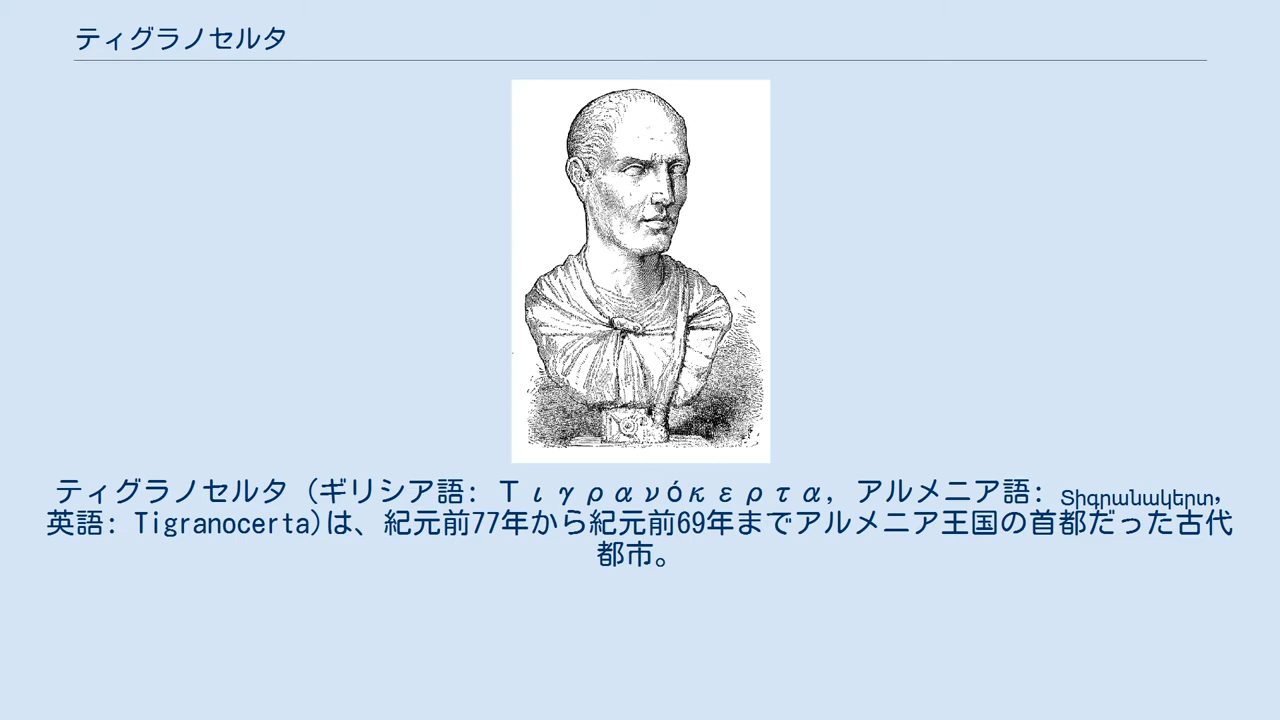 ティグラノセルタ
ティグラノセルタ (ギリシア語: Τιγρανόκερτα, アルメニア語: Տիգրանակերտ,
英語: Tigranocerta)は、紀元前77年から紀元前69年までアルメニア王国の首都だった古代
都市。